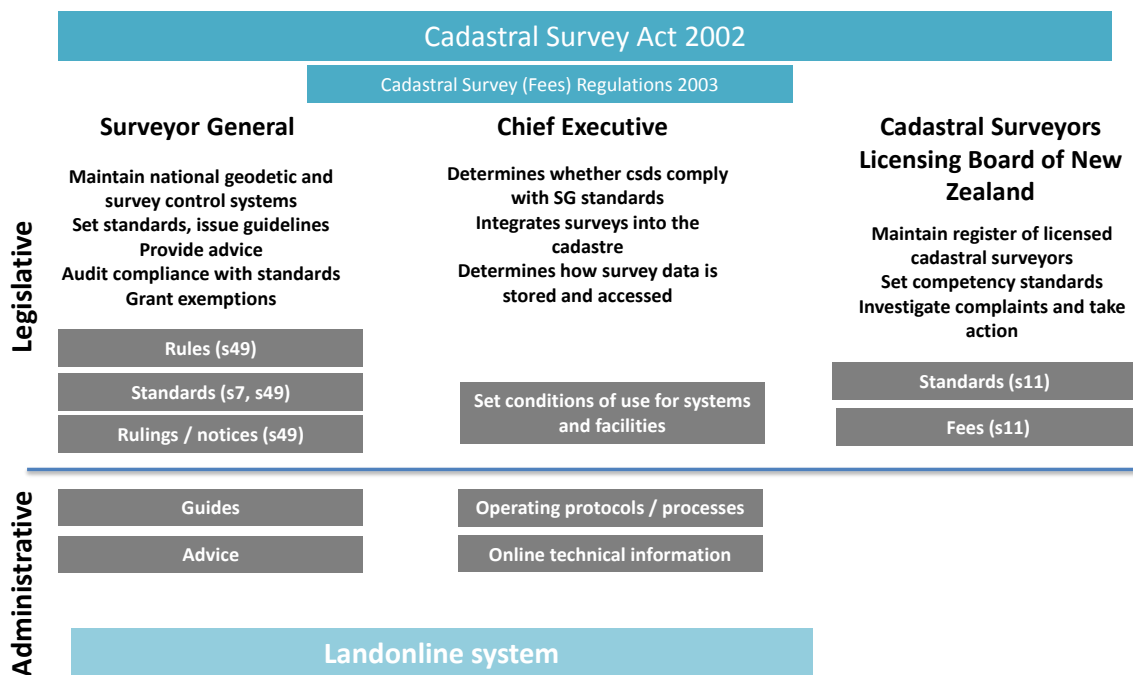 Cadastral Survey Act 2002
Cadastral Survey (Fees) Regulations 2003
Legislative
Surveyor General
Maintain national geodetic and
survey control systems
Set standards, issue guidelines
Provide advice
Audit compliance with standards
Grant exemptions
Rules (s49)
Standards (s7, s49)
Rulings / notices (s49)
Chief Executive
Determines whether csds comply
with SG standards
Integrates surveys into the
cadastre
Determines how survey data is
stored and accessed
Set conditions of use for systems
and facilities
Cadastral Surveyors
Licensing Board of New
Zealand
Maintain register of licensed
cadastral surveyors
Set competency standards
Investigate complaints and take
action
Standards (s11)
Fees (s11)
Administrative
Guides
Advice
Operating protocols / processes
Online technical information
Landonline system